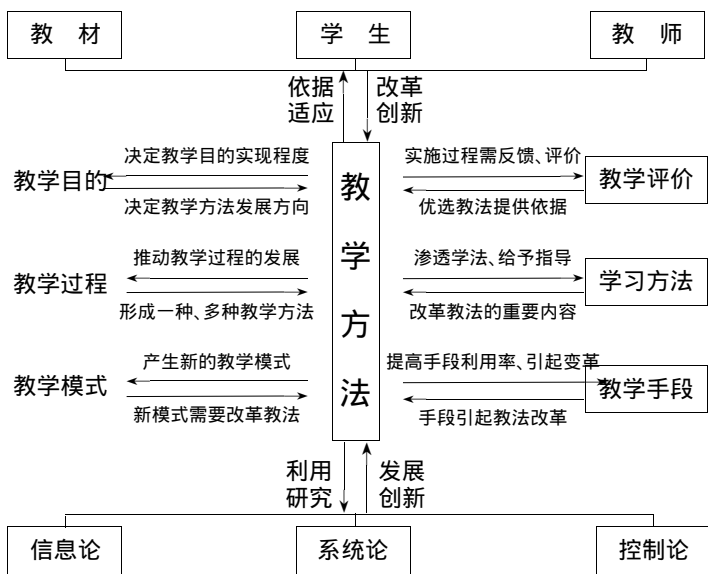 教 材
学 生
教 师
依据
适应
改革
创新
教学目的
决定教学目的实现程度
决定教学方法发展方向
教学过程
推动教学过程的发展
形成一种、多种教学方法
教学模式
产生新的教学模式
新模式需要改革教法
教
学
方
法
实施过程需反馈、评价
优选教法提供依据
教学评价
渗透学法、给予指导
改革教法的重要内容
学习方法
提高手段利用率、引起变革
手段引起教法改革
教学手段
利用
研究
发展
创新
信息论
系统论
控制论